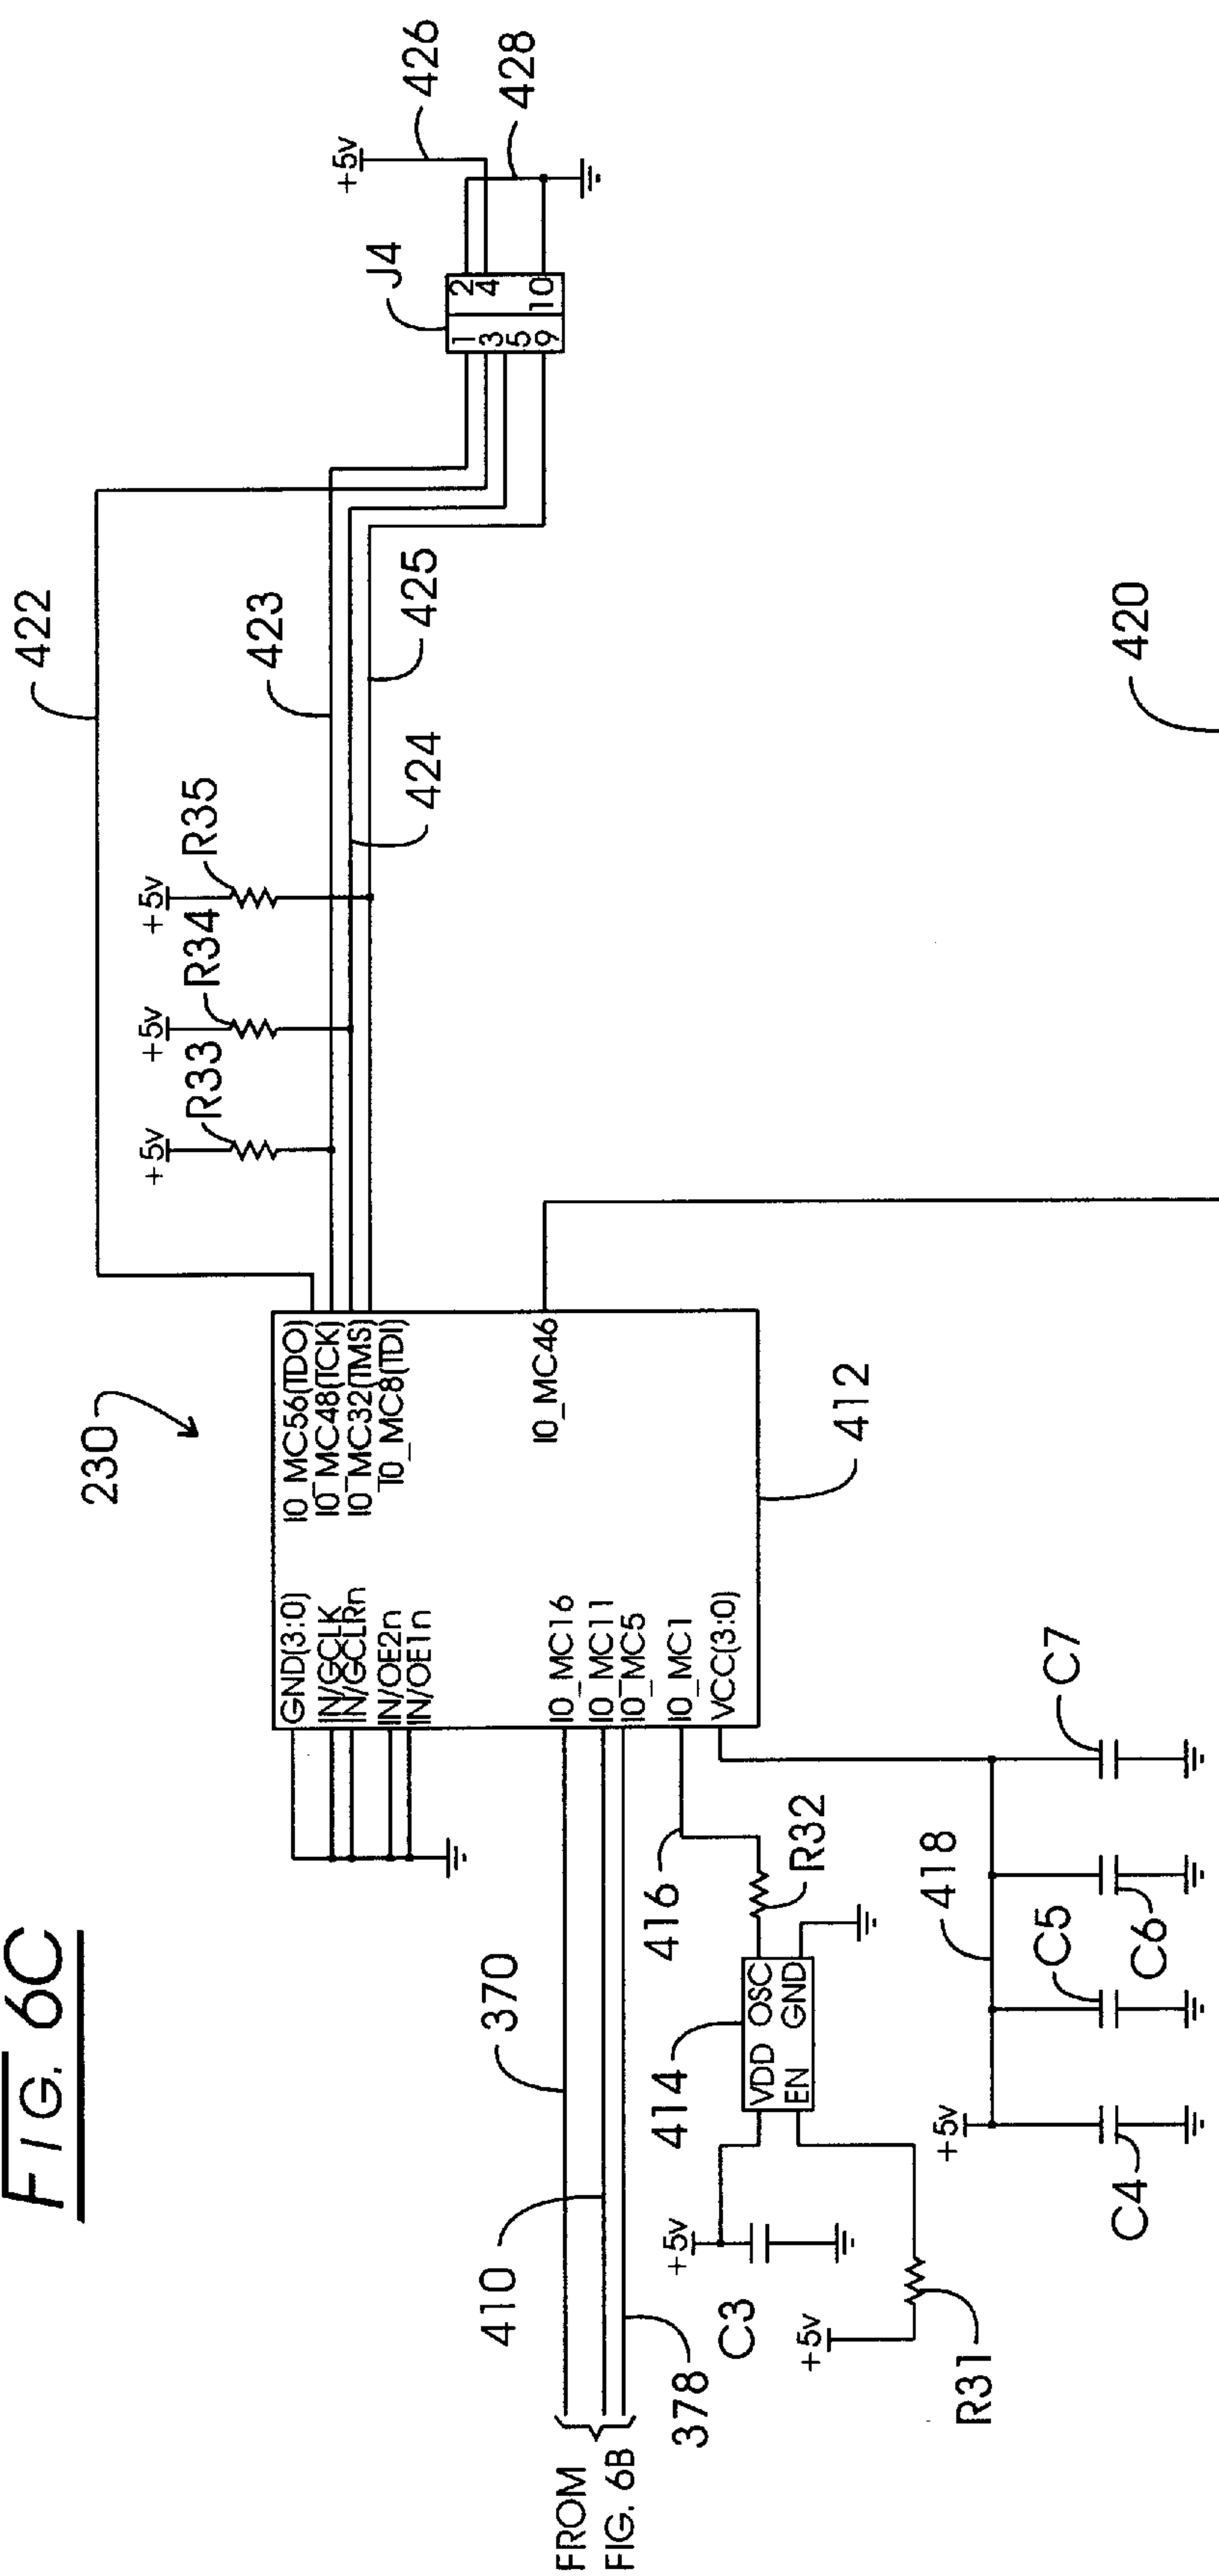 FIG. 6C
230
422
423
424
425
426
428
+5v
+5v
+5v
+5v
R33
R34
R35
J4
1
3
5
9
2
4
10
GND(3:0)
IN/GCLK
IN/GCLRn
IN/OE2n
IN/OE1n
IO_MC16
IO_MC11
IO_MC5
IO_MC1
VCC(3:0)
IO_MC56(TDO)
IO_MC48(TCK)
IO_MC32(TMS)
IO_MC8(TDI)
IO_MC46
412
370
410
378
FROM
FIG. 6B
416
R32
414
VDD OSC
EN GND
+5v
C3
+5v
R31
418
+5v
C4
C5
C6
C7
420